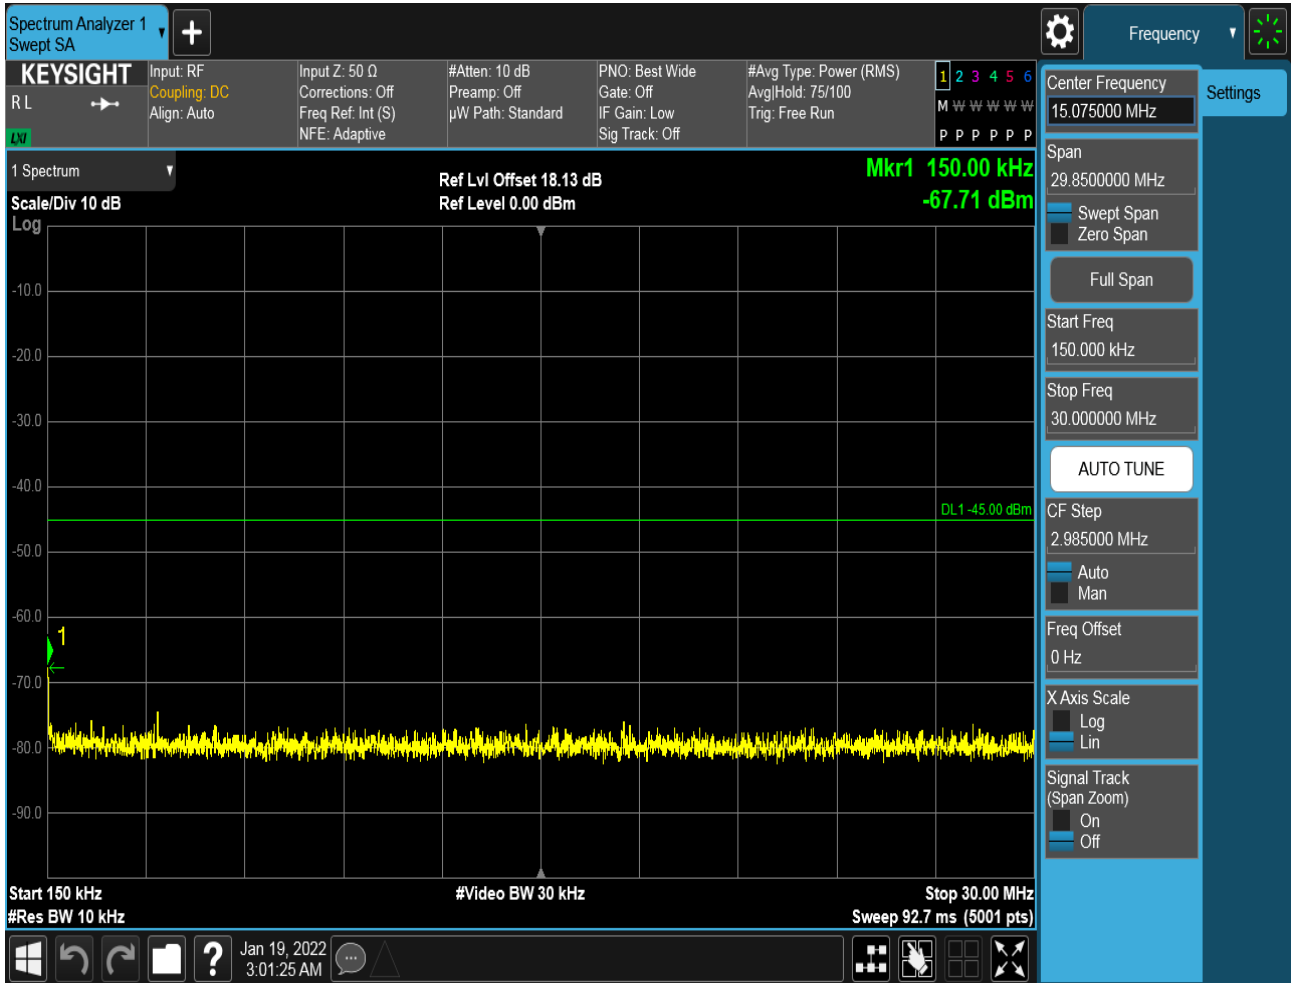 Spectrum Analyzer 1
Swept SA
Frequency
KEYSIGHT
R L
LXI
Input: RF
Coupling: DC
Align: Auto
Input Z: 50 Ω
Corrections: Off
Freq Ref: Int (S)
NFE: Adaptive
#Atten: 10 dB
Preamp: Off
µW Path: Standard
PNO: Best Wide
Gate: Off
IF Gain: Low
Sig Track: Off
#Avg Type: Power (RMS)
Avg|Hold: 75/100
Trig: Free Run
1 2 3 4 5 6
M W W W W W
P P P P P P
1 Spectrum
Scale/Div 10 dB
Log
Ref Lvl Offset 18.13 dB
Ref Level 0.00 dBm
Mkr1 150.00 kHz
-67.71 dBm
-10.0
-20.0
-30.0
-40.0
DL1 -45.00 dBm
-50.0
-60.0
1
-70.0
-80.0
-90.0
Start 150 kHz
#Res BW 10 kHz
#Video BW 30 kHz
Stop 30.00 MHz
Sweep 92.7 ms (5001 pts)
Center Frequency
15.075000 MHz
Settings
Span
29.8500000 MHz
Swept Span
Zero Span
Full Span
Start Freq
150.000 kHz
Stop Freq
30.000000 MHz
AUTO TUNE
CF Step
2.985000 MHz
Auto
Man
Freq Offset
0 Hz
X Axis Scale
Log
Lin
Signal Track
(Span Zoom)
On
Off
?
Jan 19, 2022
3:01:25 AM